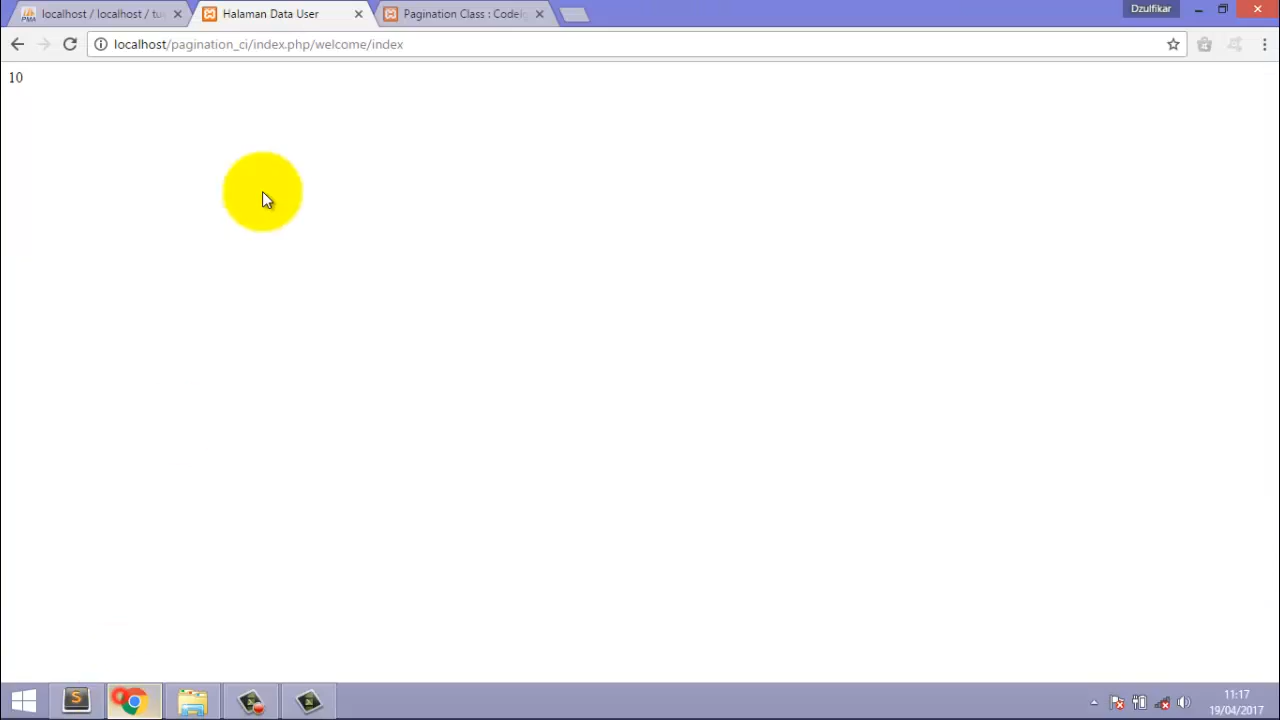 localhost / localhost / tu
Halaman Data User
Pagination Class : CodeIg
Dzulfikar
localhost/pagination_ci/index.php/welcome/index
10
11:17
19/04/2017